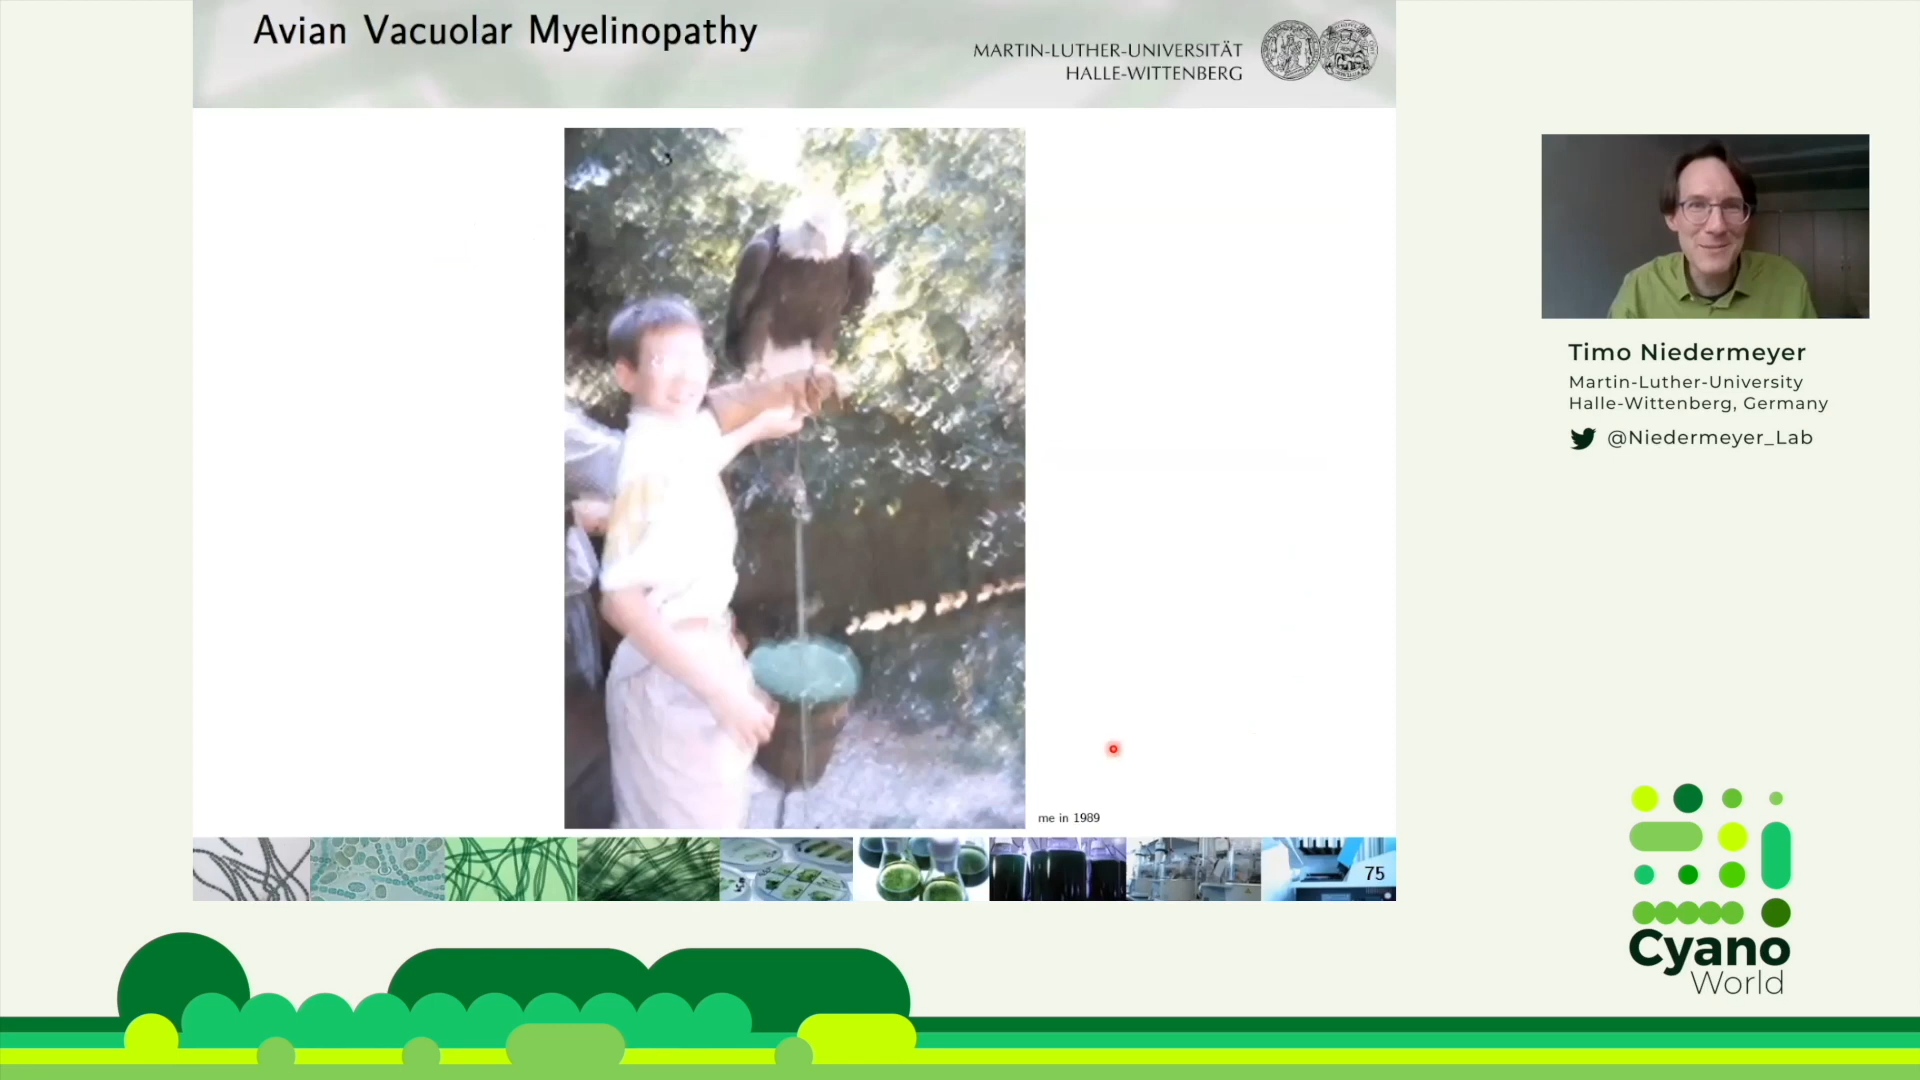 Avian Vacuolar Myelinopathy
MARTIN-LUTHER-UNIVERSITÄT
HALLE-WITTENBERG
me in 1989
75
Timo Niedermeyer
Martin-Luther-University
Halle-Wittenberg, Germany
@Niedermeyer_Lab
Cyano
World